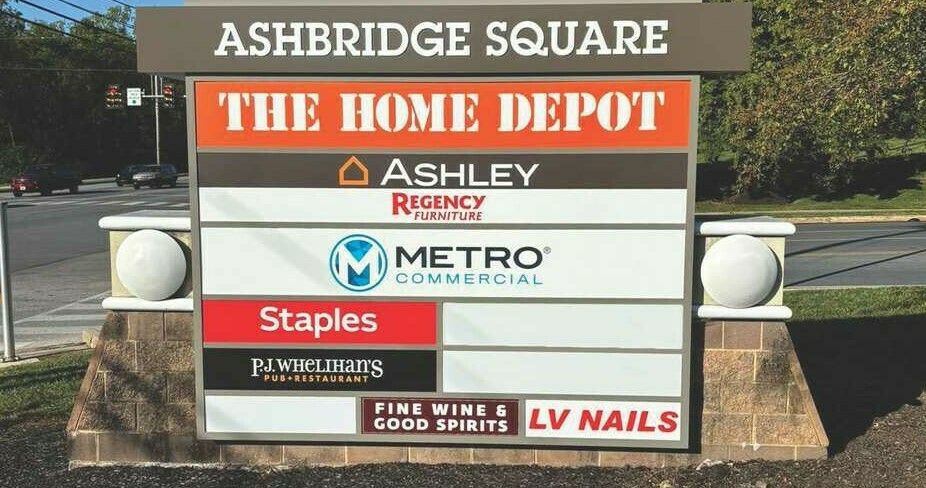 ASHBRIDGE SQUARE
THE HOME DEPOT
ASHLEY
REGENCY
FURNITURE
M METRO®
COMMERCIAL
Staples
P.J. WHELIHAN'S
PUB+RESTAURANT
FINE WINE &
GOOD SPIRITS
LV NAILS